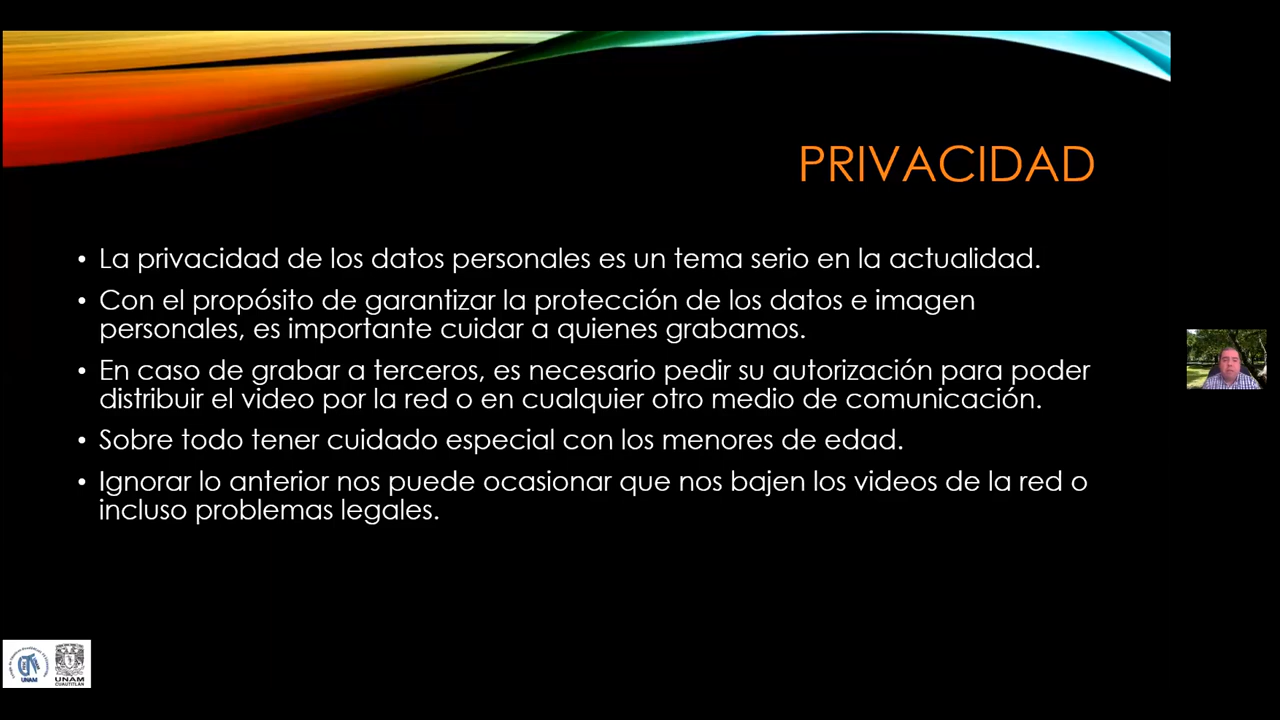 PRIVACIDAD
• La privacidad de los datos personales es un tema serio en la actualidad.
• Con el propósito de garantizar la protección de los datos e imagen
personales, es importante cuidar a quienes grabamos.
• En caso de grabar a terceros, es necesario pedir su autorización para poder
distribuir el video por la red o en cualquier otro medio de comunicación.
• Sobre todo tener cuidado especial con los menores de edad.
• Ignorar lo anterior nos puede ocasionar que nos bajen los videos de la red o
incluso problemas legales.
UNAM
UNAM
CUAUTITLÁN